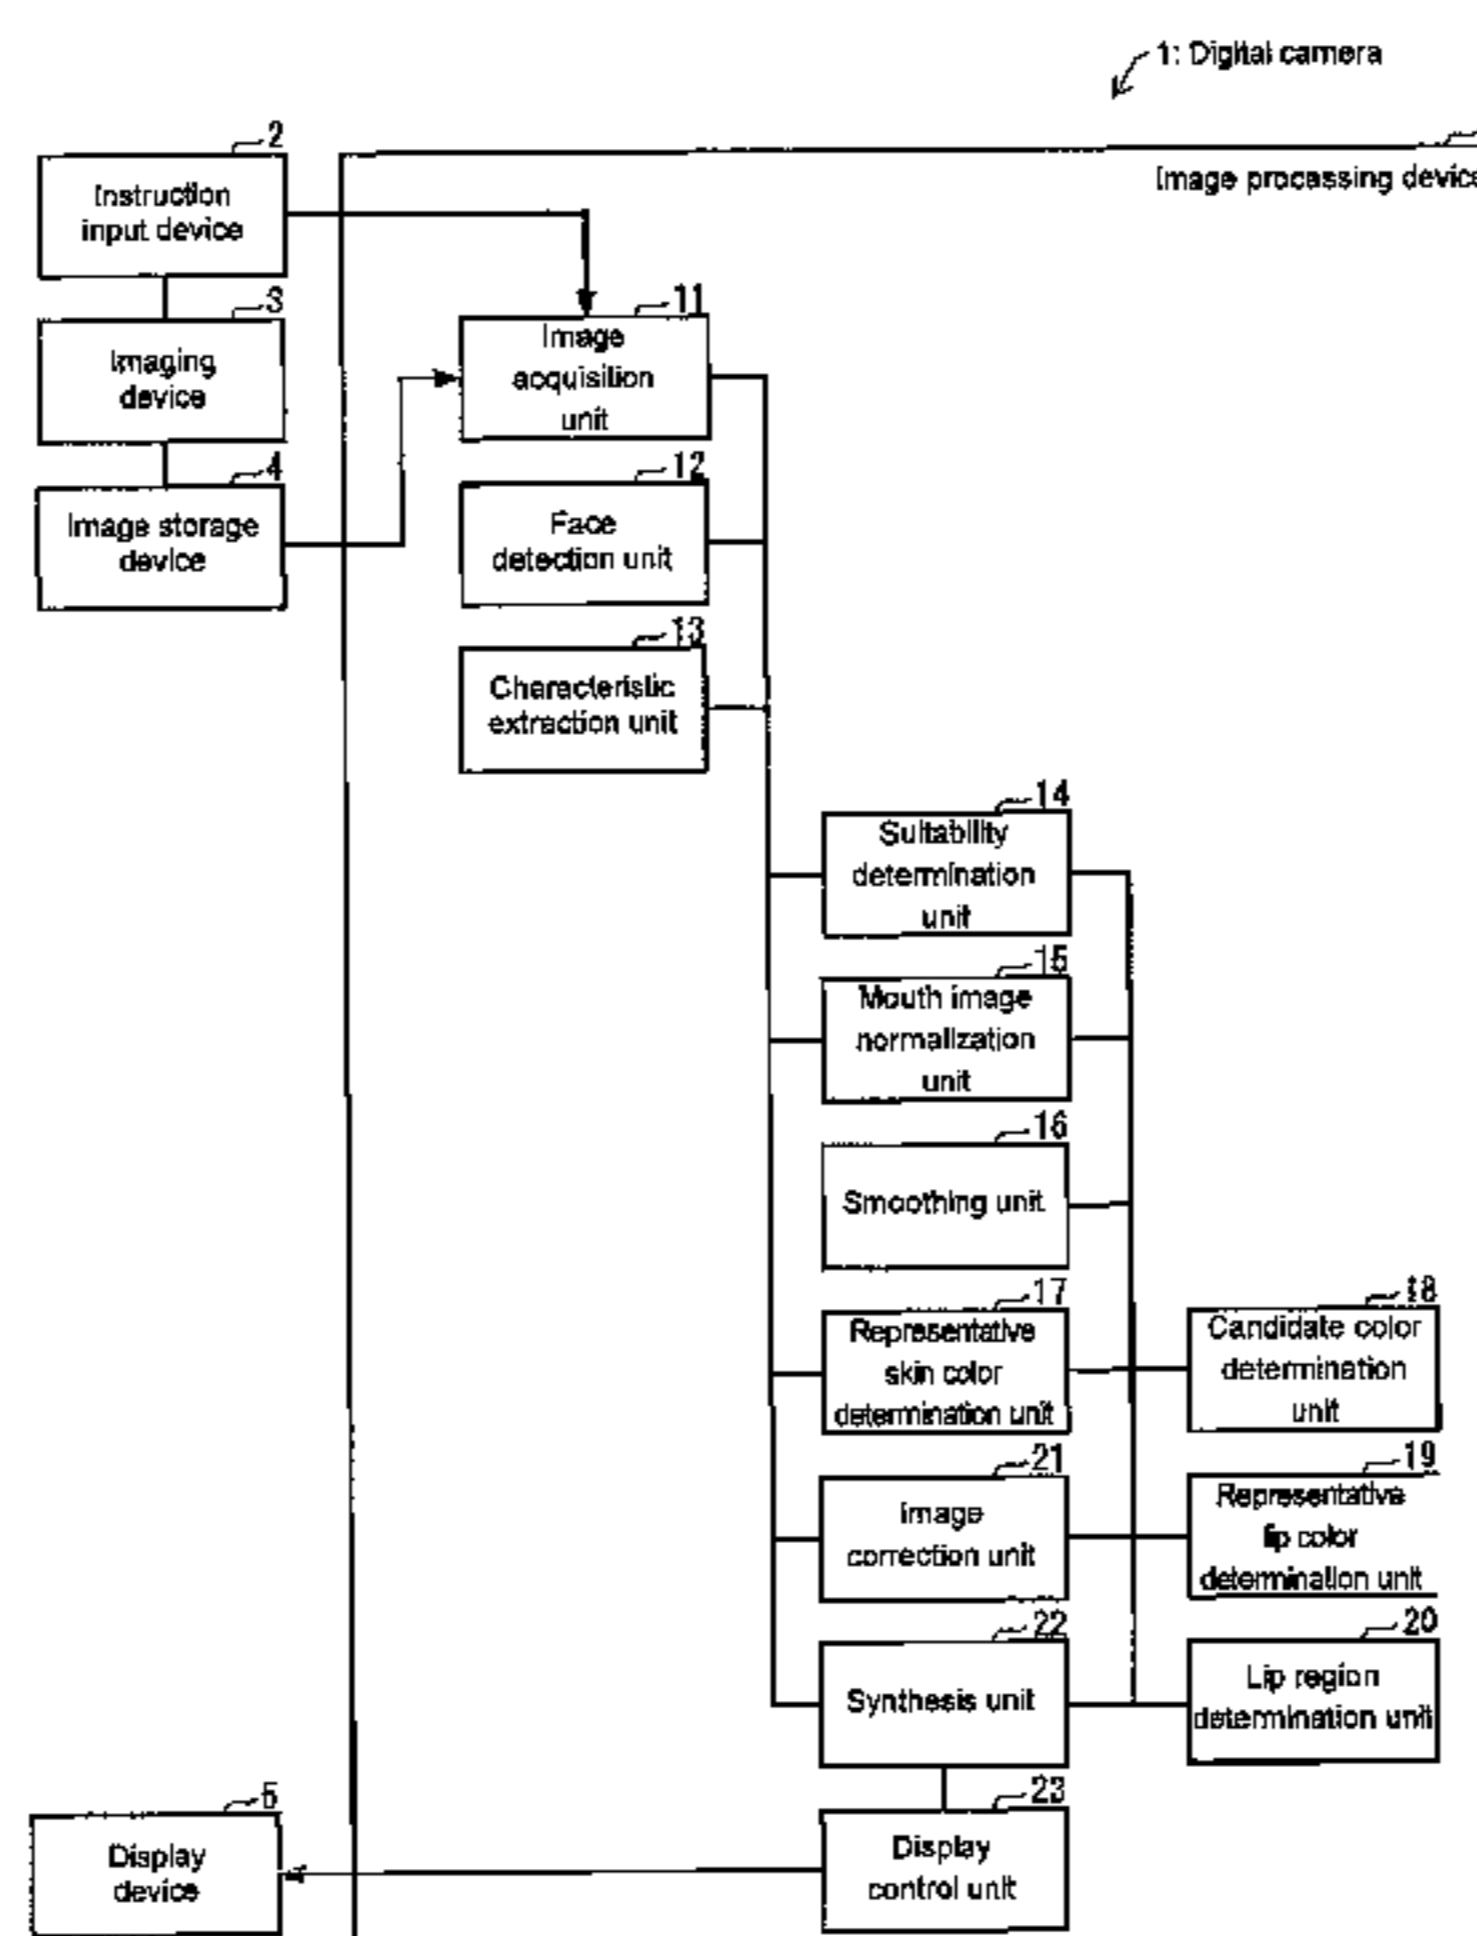 1: Digital camera
Image processing device
2
Instruction
input device
3
Imaging
device
4
Image storage
device
11
Image
acquisition
unit
12
Face
detection unit
13
Characteristic
extraction unit
14
Suitability
determination
unit
15
Mouth image
normalization
unit
16
Smoothing unit
17
Representative
skin color
determination unit
18
Candidate color
determination
unit
21
Image
correction unit
19
Representative
lip color
determination unit
22
Synthesis unit
20
Lip region
determination unit
5
Display
device
23
Display
control unit